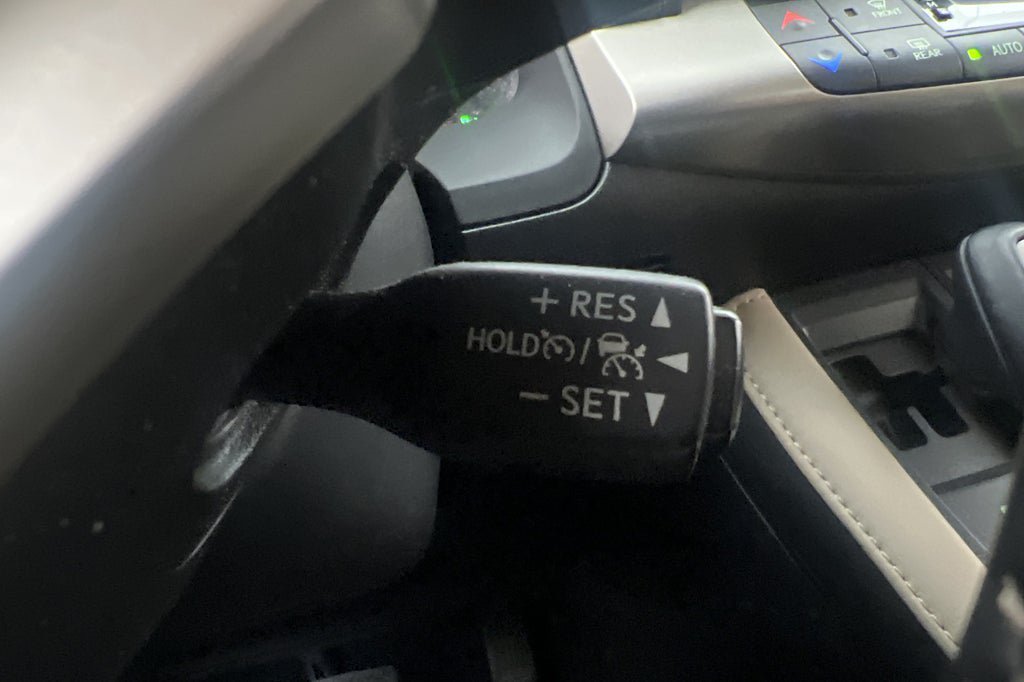 FRONT
REAR
AUTO
+ RES ▲
HOLD / ◀
- SET ▼